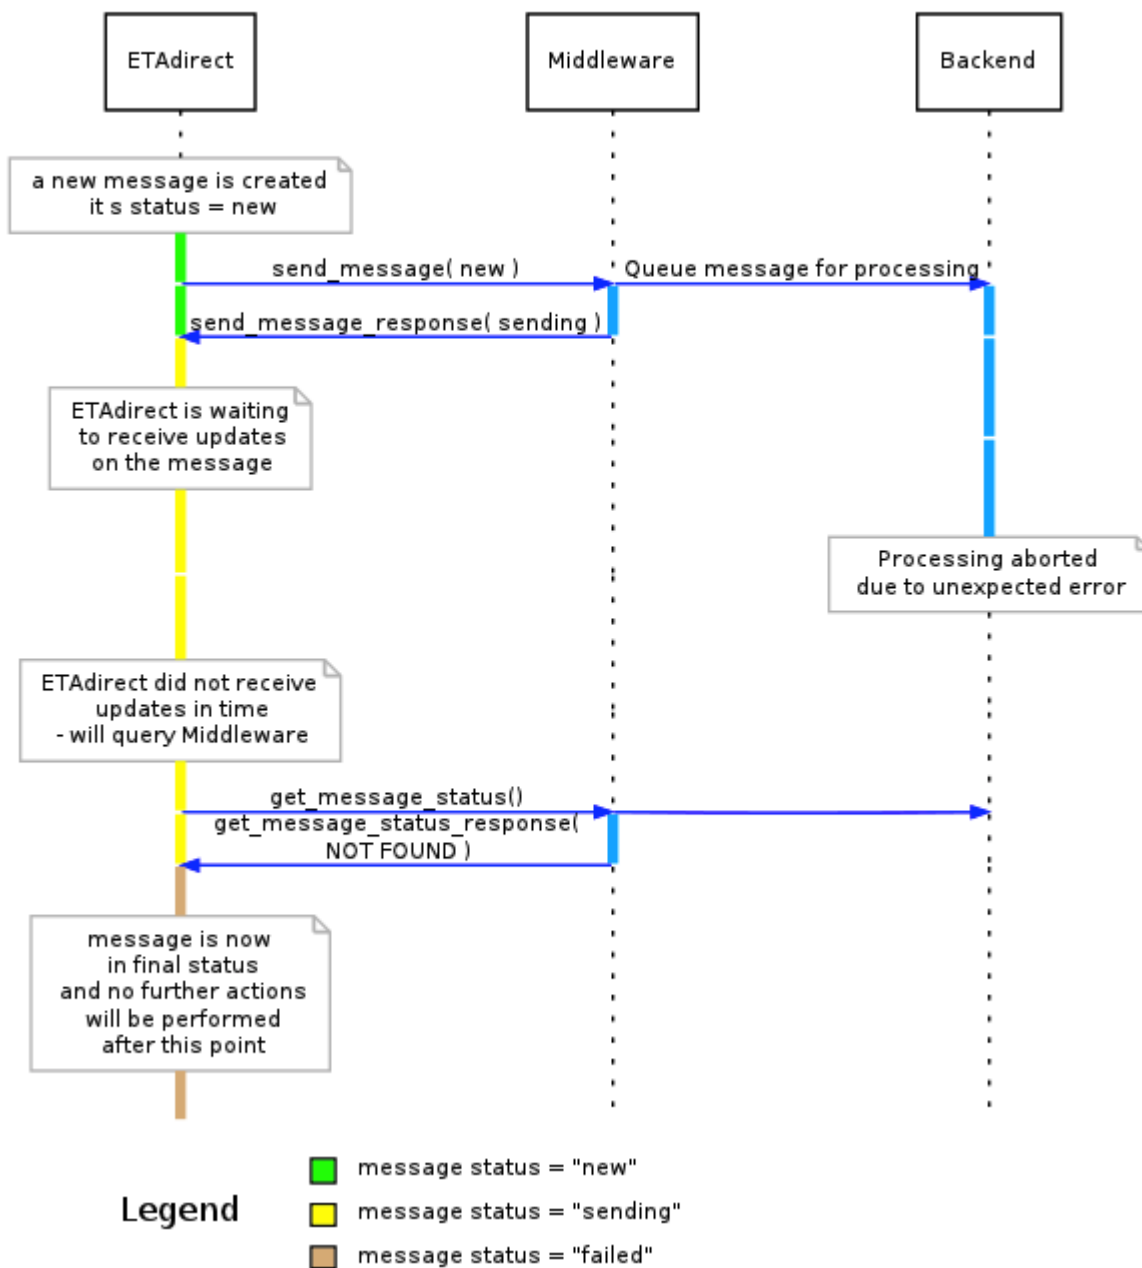 ETAdirect
Middleware
Backend
a new message is created
it s status = new
send_message( new )
Queue message for processing
send_message_response( sending )
ETAdirect is waiting
to receive updates
on the message
Processing aborted
due to unexpected error
ETAdirect did not receive
updates in time
- will query Middleware
get_message_status()
get_message_status_response(
NOT FOUND )
message is now
in final status
and no further actions
will be performed
after this point
Legend
message status = "new"
message status = "sending"
message status = "failed"